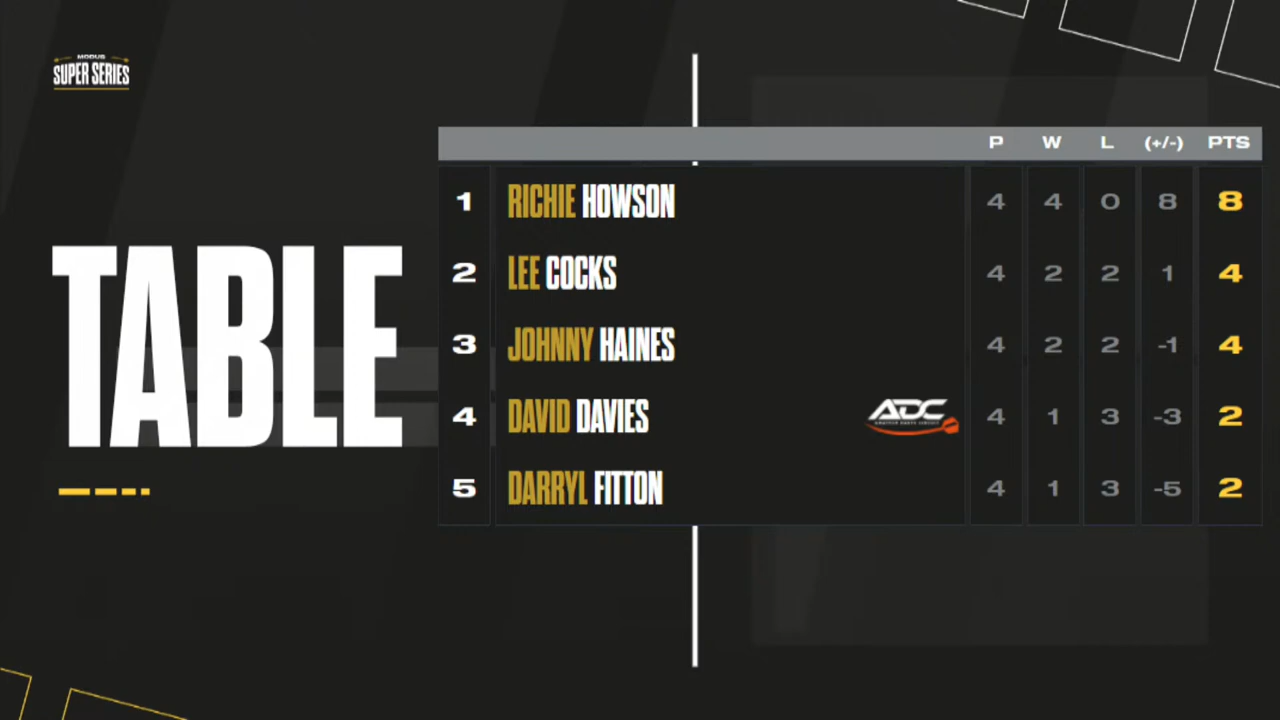 MODUS
SUPER SERIES
TABLE
P W L (+/-) PTS
1 RICHIE HOWSON 4 4 0 8 8
2 LEE COCKS 4 2 2 1 4
3 JOHNNY HAINES 4 2 2 -1 4
4 DAVID DAVIES ADC 4 1 3 -3 2
5 DARRYL FITTON 4 1 3 -5 2